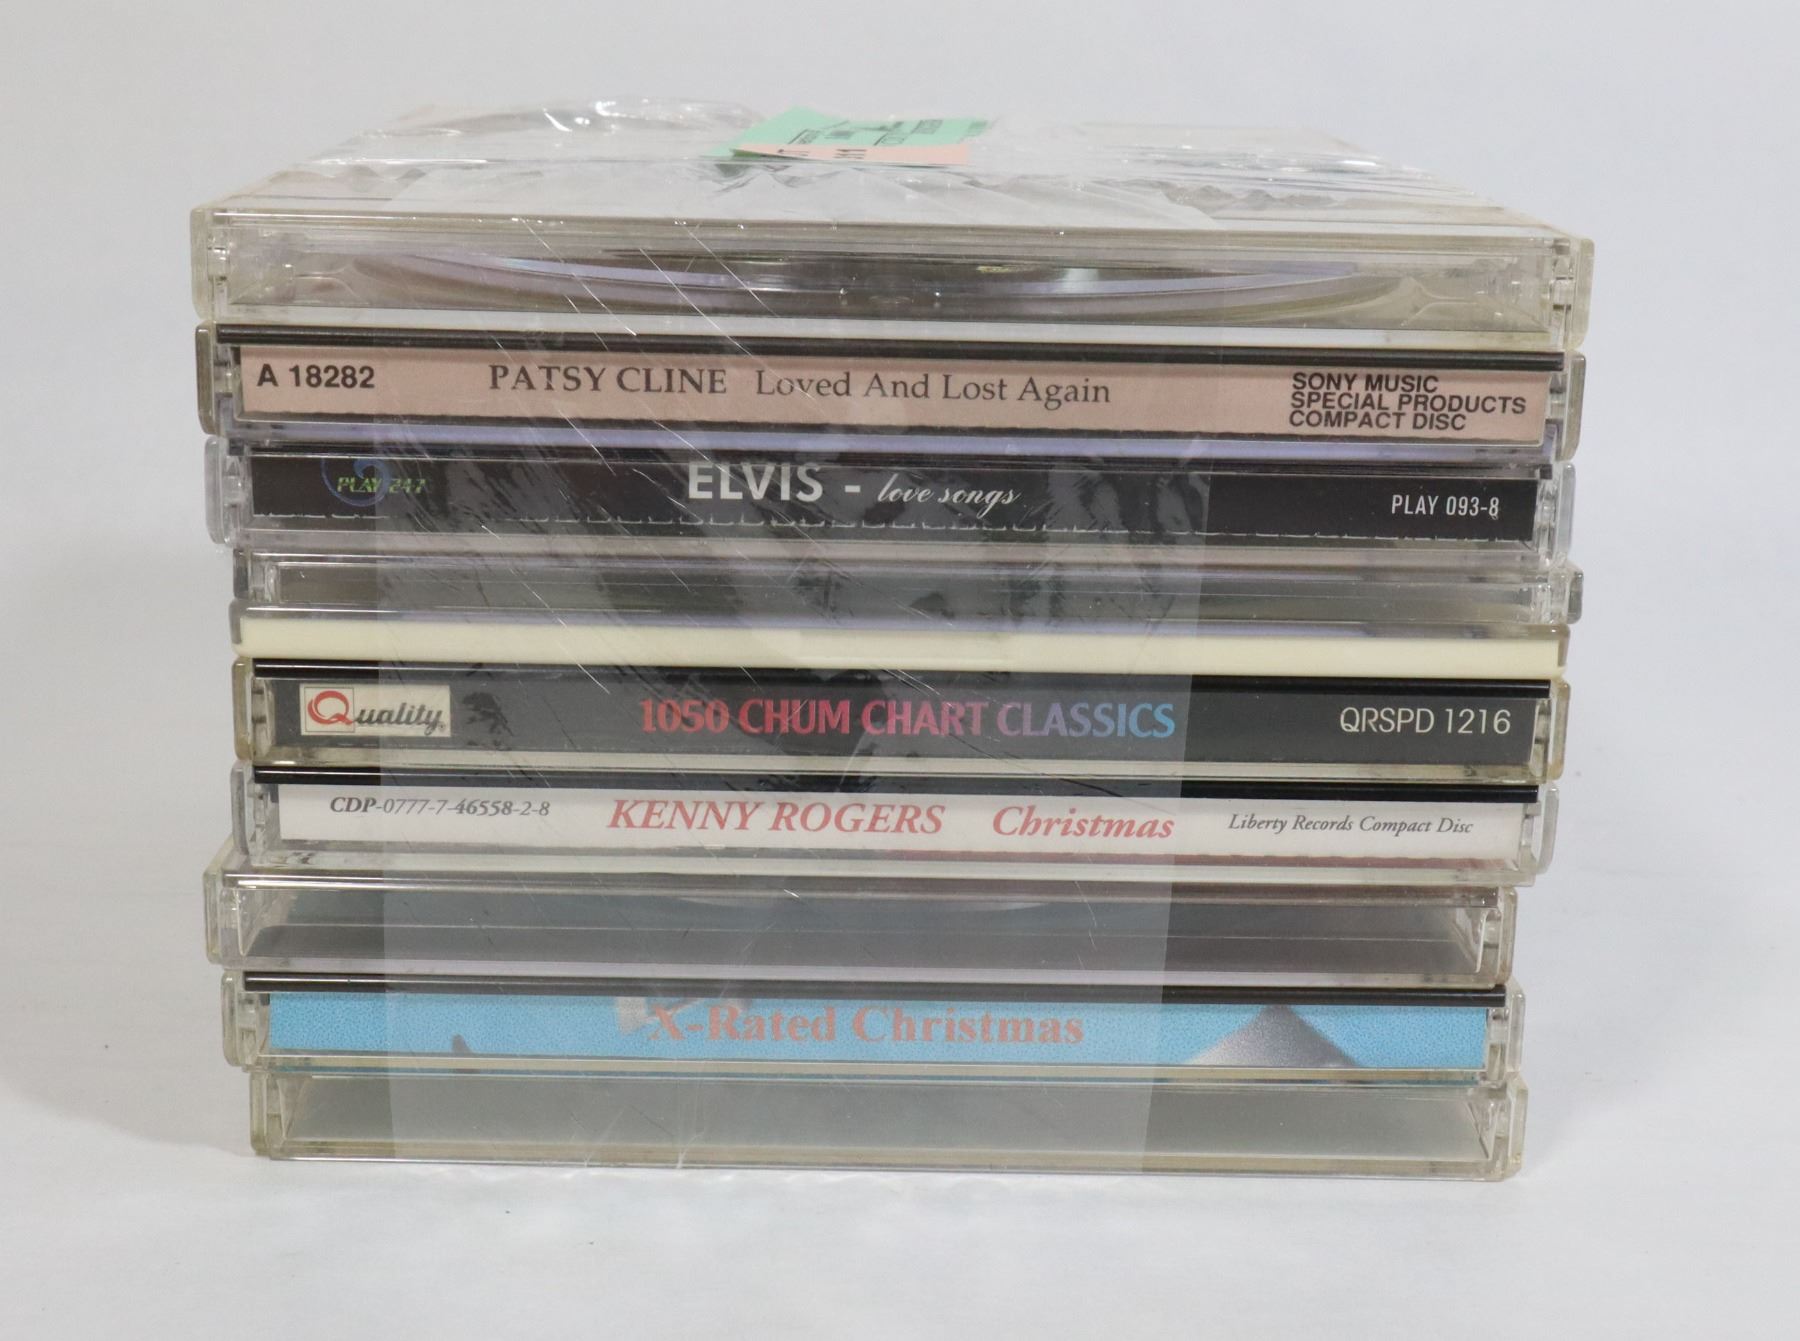 A 18282 PATSY CLINE Loved And Lost Again SONY MUSIC
SPECIAL PRODUCTS
COMPACT DISC
PLAY 247 ELVIS - love songs PLAY 093-8
Quality 1050 CHUM CHART CLASSICS QRSPD 1216
CDP-0777-7-46558-2-8 KENNY ROGERS Christmas Liberty Records Compact Disc
X-Rated Christmas